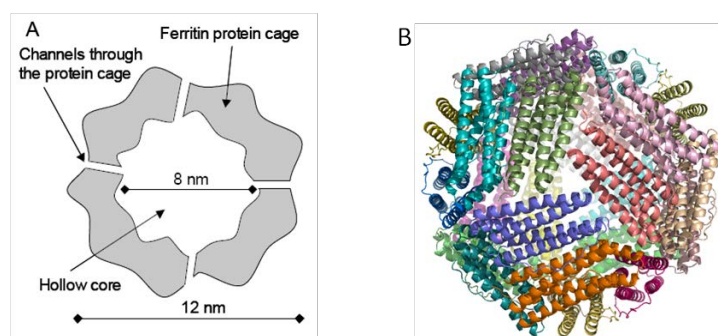 A
Ferritin protein cage
Channels through
the protein cage
8 nm
Hollow core
12 nm
B